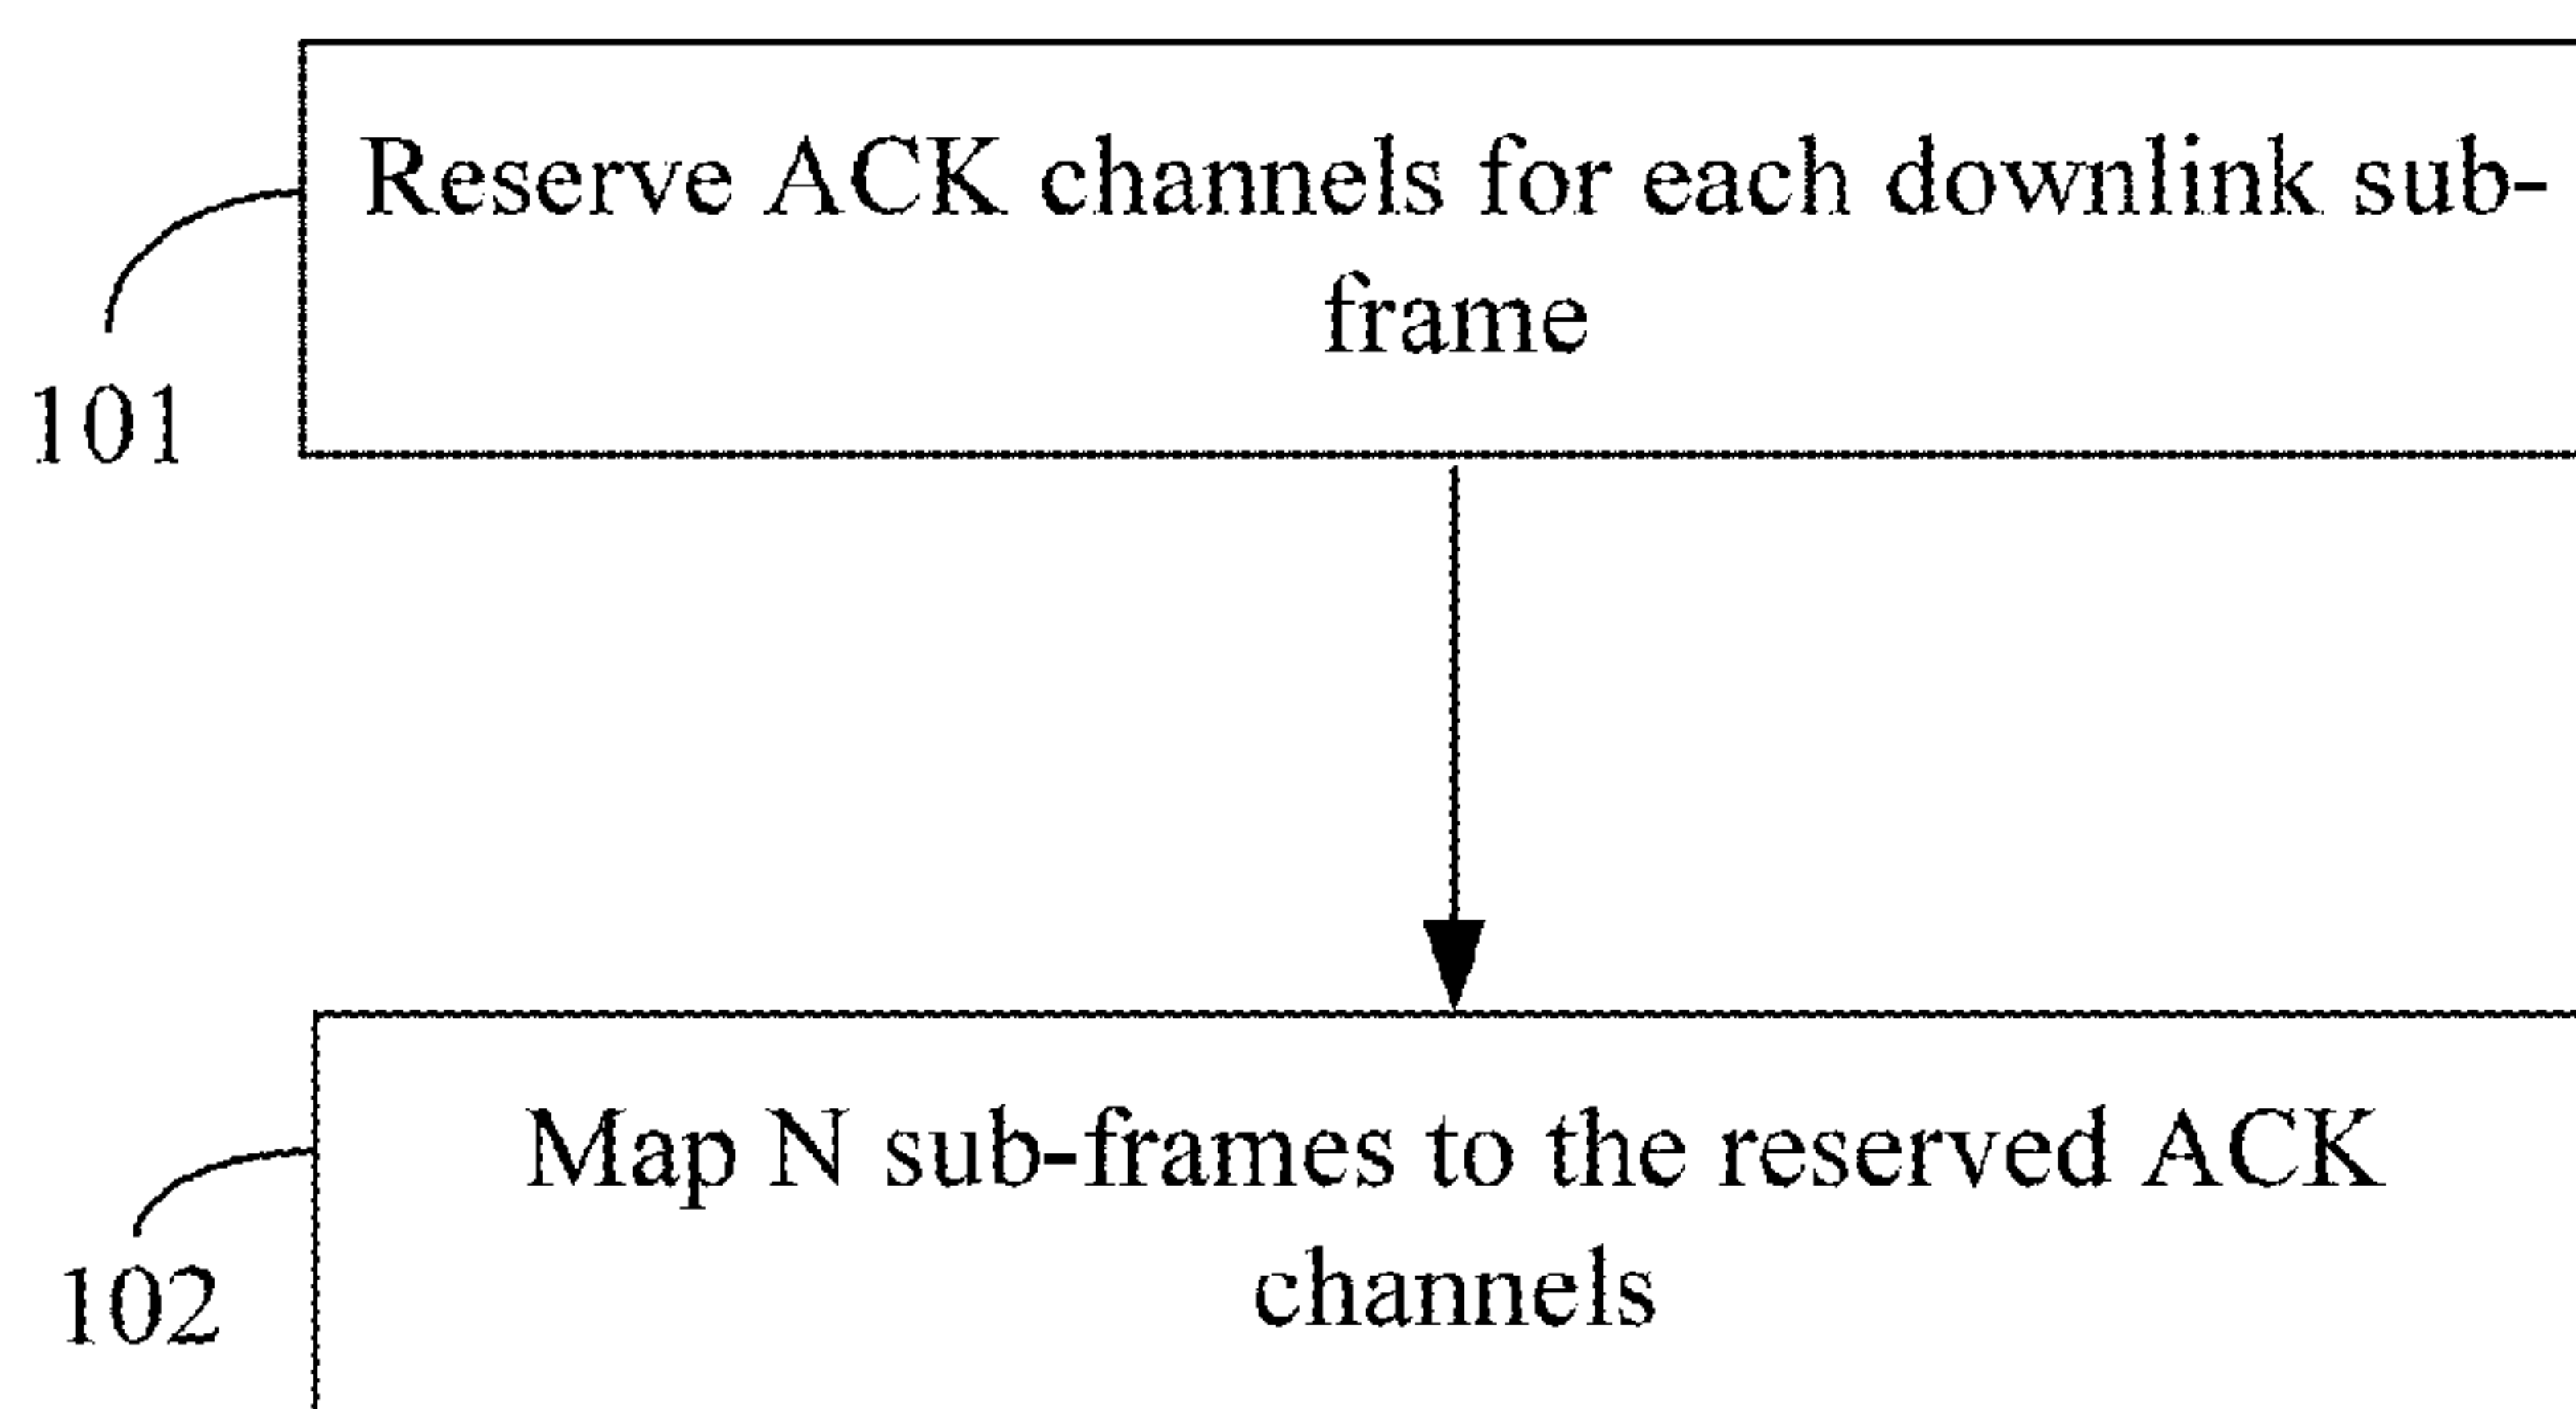 Reserve ACK channels for each downlink sub-
frame
101
Map N sub-frames to the reserved ACK
channels
102